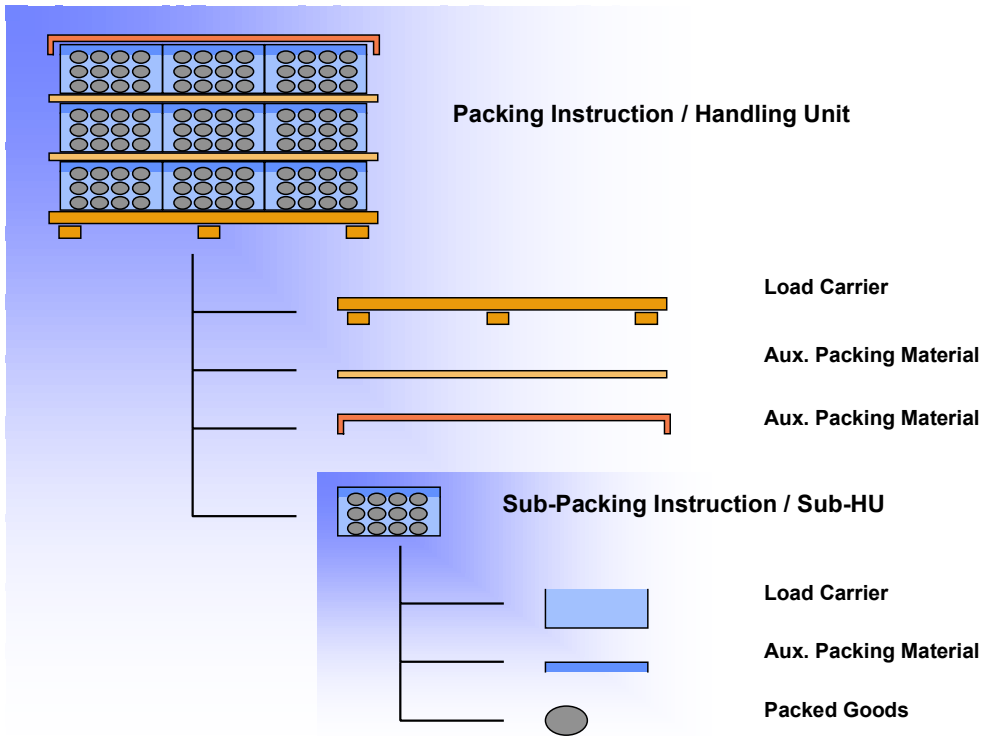 Packing Instruction / Handling Unit
Load Carrier
Aux. Packing Material
Aux. Packing Material
Sub-Packing Instruction / Sub-HU
Load Carrier
Aux. Packing Material
Packed Goods